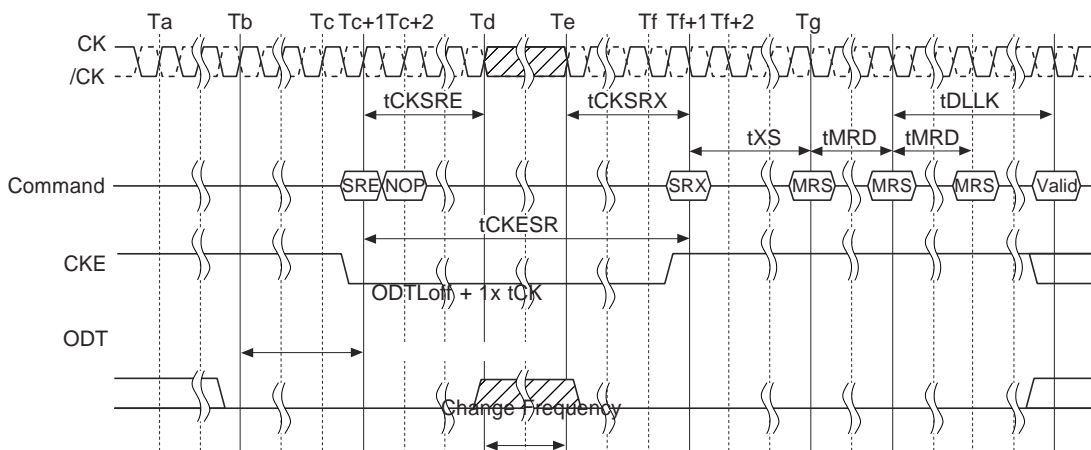 Ta Tb Tc Tc+1 Tc+2 Td Te Tf Tf+1 Tf+2 Tg
CK
/CK
tCKSRE tCKSRX tDLLK
tXS tMRD tMRD
Command SRE NOP SRX MRS MRS MRS Valid
tCKESR
CKE
ODTLoff + 1x tCK
ODT
Change Frequency